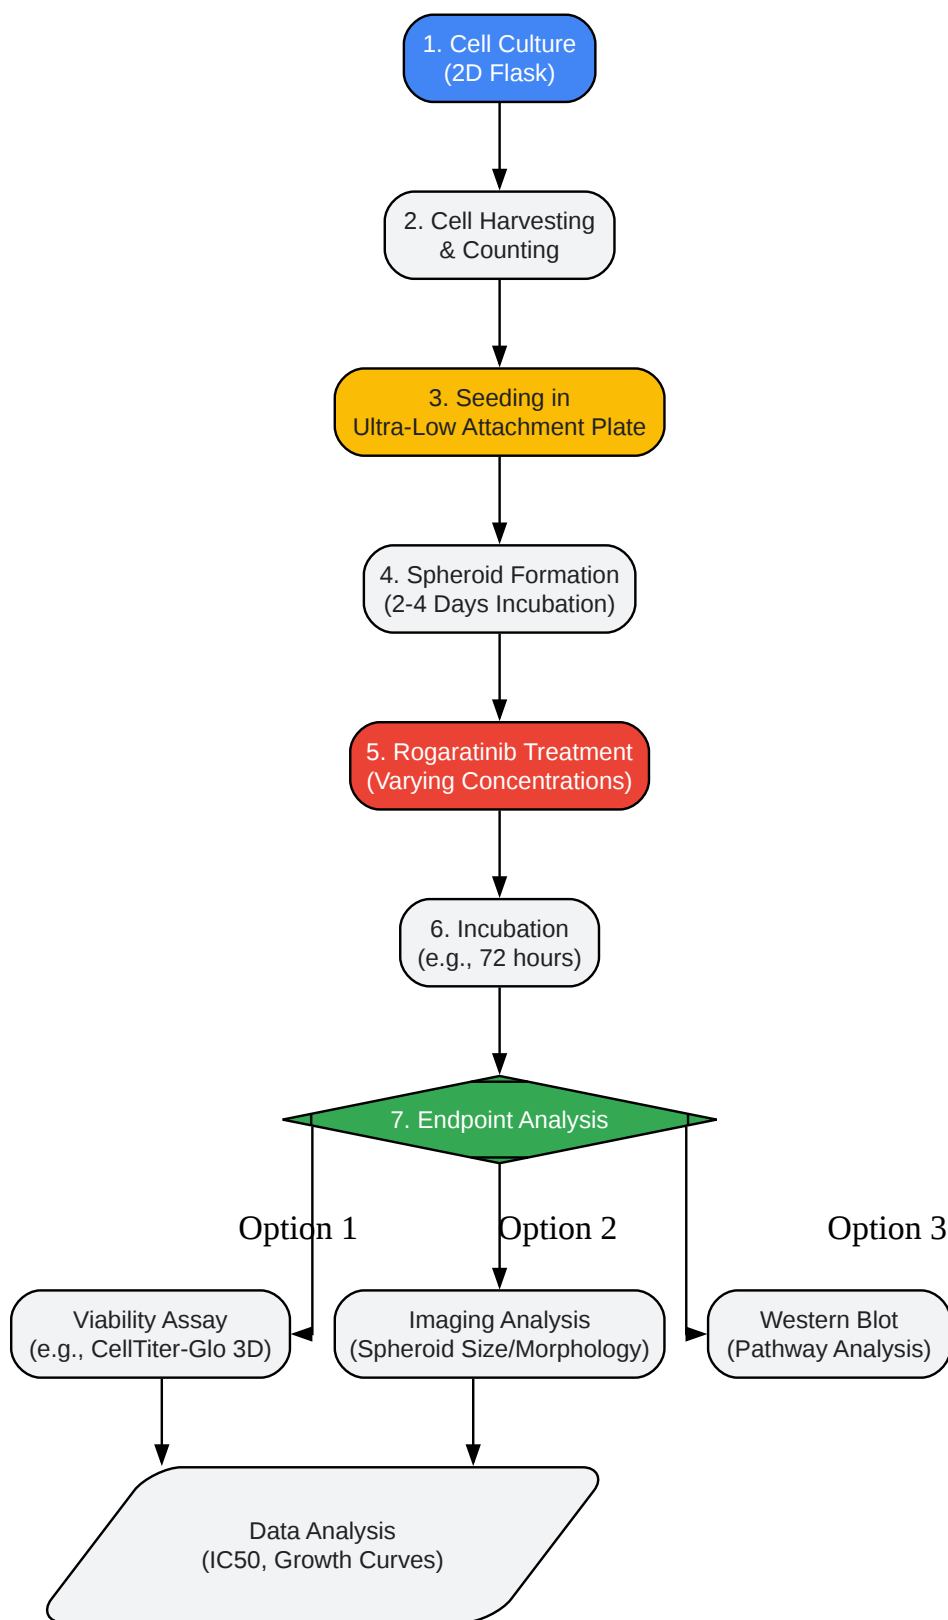 1. Cell Culture
(2D Flask)
2. Cell Harvesting
& Counting
3. Seeding in
Ultra-Low Attachment Plate
4. Spheroid Formation
(2-4 Days Incubation)
5. Rogaratinib Treatment
(Varying Concentrations)
6. Incubation
(e.g., 72 hours)
7. Endpoint Analysis
Option 1
Option 2
Option 3
Viability Assay
(e.g., CellTiter-Glo 3D)
Imaging Analysis
(Spheroid Size/Morphology)
Western Blot
(Pathway Analysis)
Data Analysis
(IC50, Growth Curves)